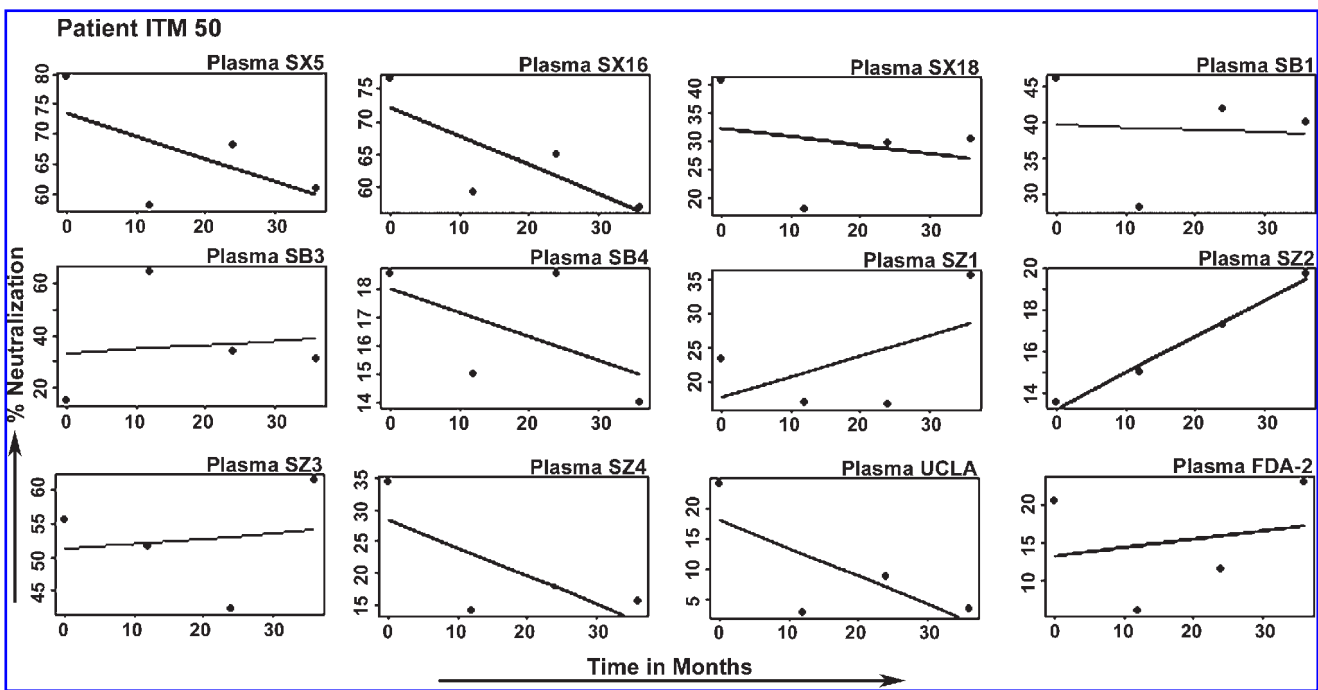 Patient ITM 50
Plasma SX5
Plasma SX16
Plasma SX18
Plasma SB1
80
75
70
65
60
0 10 20 30
75
70
65
60
0 10 20 30
40
35
30
25
20
0 10 20 30
45
40
35
30
0 10 20 30
% Neutralization
Plasma SB3
Plasma SB4
Plasma SZ1
Plasma SZ2
60
40
20
0 10 20 30
18
17
16
15
14
0 10 20 30
35
30
25
20
0 10 20 30
20
18
16
14
0 10 20 30
Plasma SZ3
Plasma SZ4
Plasma UCLA
Plasma FDA-2
60
55
50
45
0 10 20 30
35
30
25
20
15
0 10 20 30
20
15
10
5
0 10 20 30
20
15
10
0 10 20 30
Time in Months